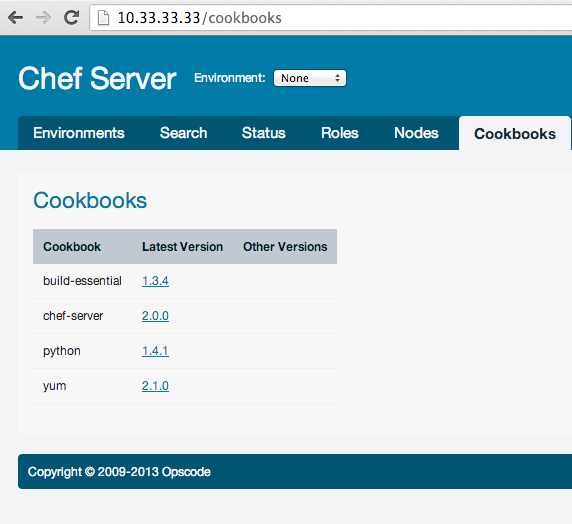 10.33.33.33/cookbooks
Chef Server Environment: None
Environments Search Status Roles Nodes Cookbooks
Cookbooks
Cookbook Latest Version Other Versions
build-essential 1.3.4
chef-server 2.0.0
python 1.4.1
yum 2.1.0
Copyright © 2009-2013 Opscode